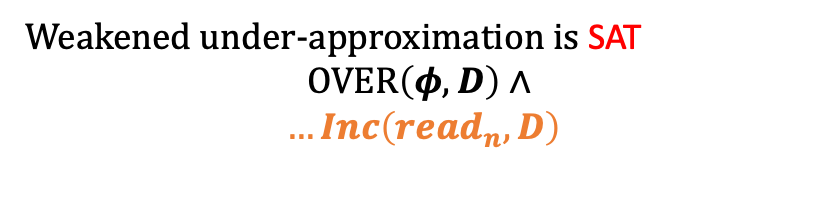 Weakened under-approximation is SAT
OVER(ϕ, D) ∧
… Inc(readₙ, D)